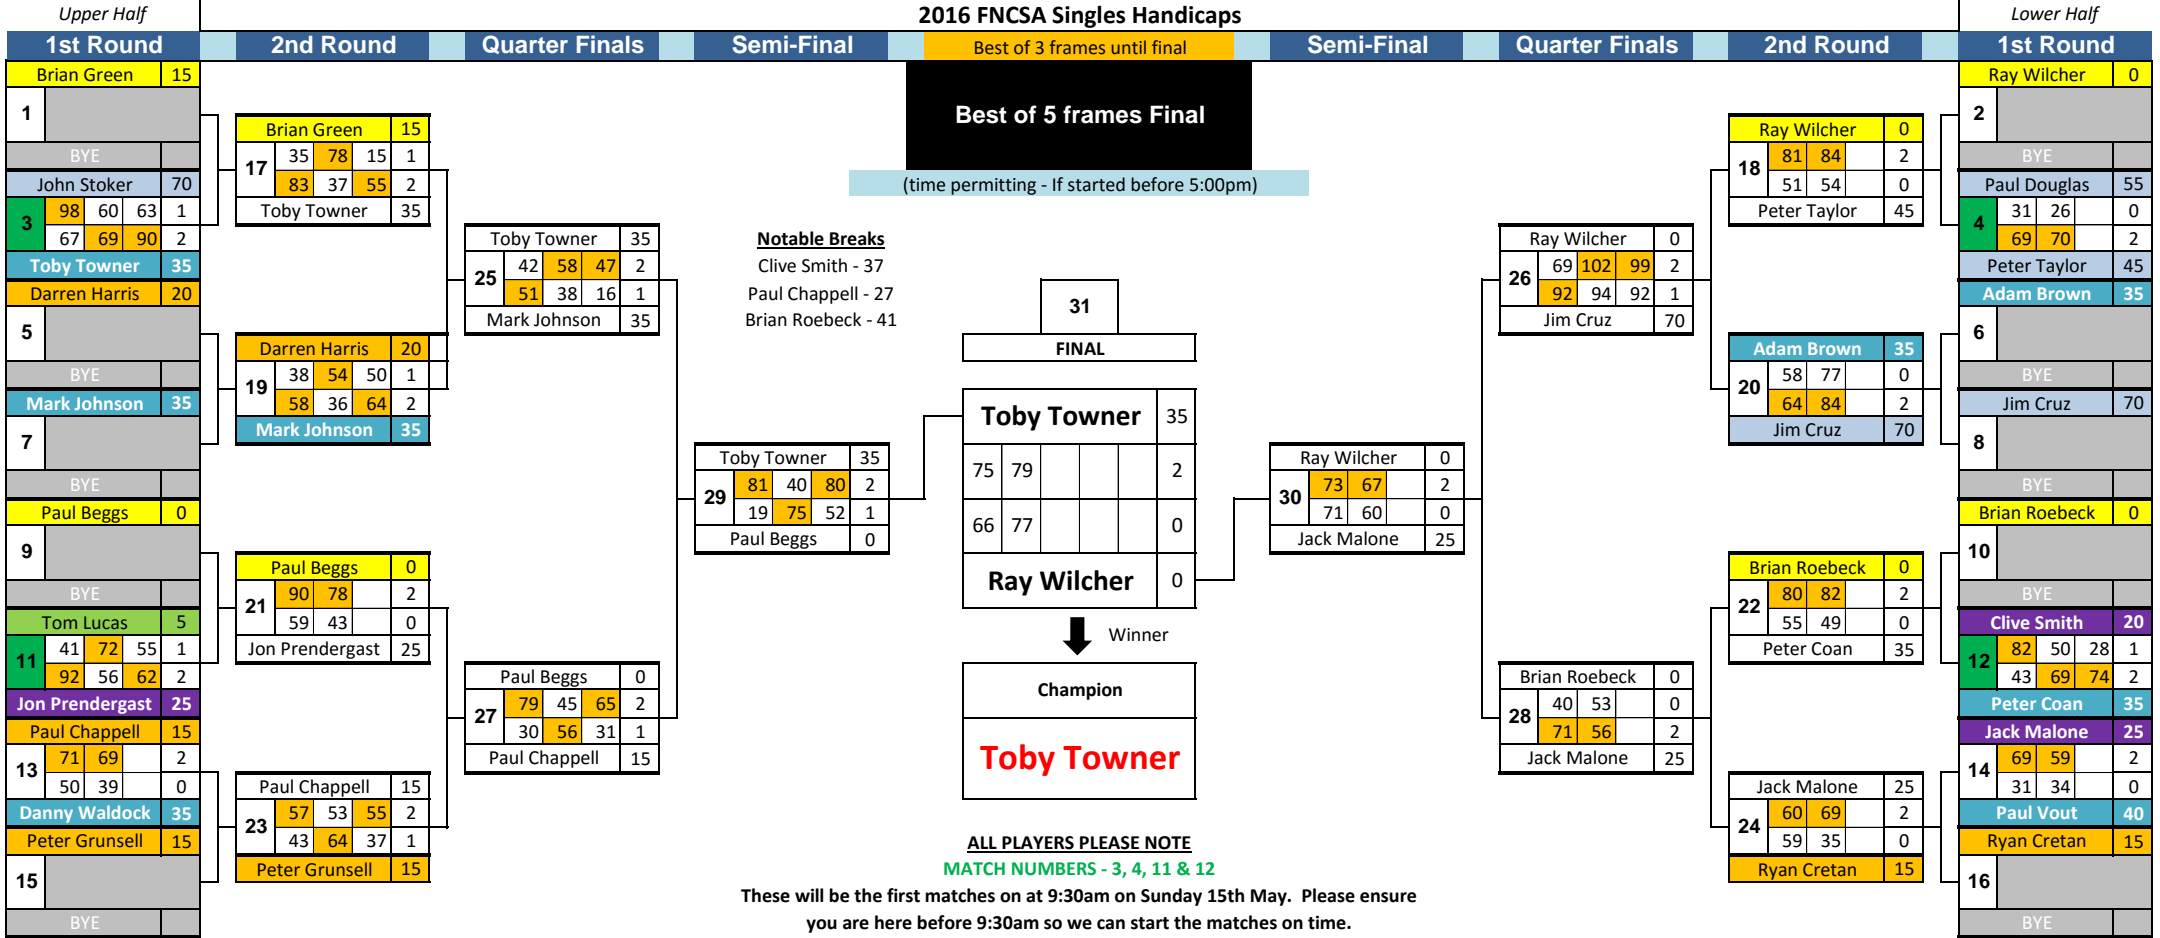 Upper Half
2016 FNCSA Singles Handicaps
Lower Half
1st Round
2nd Round
Quarter Finals
Semi-Final
Best of 3 frames until final
Semi-Final
Quarter Finals
2nd Round
1st Round
Brian Green 15
1
BYE
John Stoker 70
3
98 60 63 1
67 69 90 2
Toby Towner 35
Darren Harris 20
5
BYE
Mark Johnson 35
7
BYE
Paul Beggs 0
9
BYE
Tom Lucas 5
11
41 72 55 1
92 56 62 2
Jon Prendergast 25
Paul Chappell 15
13
71 69 2
50 39 0
Danny Waldock 35
Peter Grunsell 15
15
BYE
Brian Green 15
17
35 78 15 1
83 37 55 2
Toby Towner 35
Darren Harris 20
19
38 54 50 1
58 36 64 2
Mark Johnson 35
Paul Beggs 0
21
90 78 2
59 43 0
Jon Prendergast 25
Paul Chappell 15
23
57 53 55 2
43 64 37 1
Peter Grunsell 15
Toby Towner 35
25
42 58 47 2
51 38 16 1
Mark Johnson 35
Paul Beggs 0
27
79 45 65 2
30 56 31 1
Paul Chappell 15
Toby Towner 35
29
81 40 80 2
19 75 52 1
Paul Beggs 0
Best of 5 frames Final
(time permitting - If started before 5:00pm)
Notable Breaks
Clive Smith - 37
Paul Chappell - 27
Brian Roebeck - 41
31
FINAL
Toby Towner 35
75 79 2
66 77 0
Ray Wilcher 0
Winner
Champion
Toby Towner
ALL PLAYERS PLEASE NOTE
MATCH NUMBERS - 3, 4, 11 & 12
These will be the first matches on at 9:30am on Sunday 15th May. Please ensure
you are here before 9:30am so we can start the matches on time.
Ray Wilcher 0
30
73 67 2
71 60 0
Jack Malone 25
Ray Wilcher 0
26
69 102 99 2
92 94 92 1
Jim Cruz 70
Brian Roebeck 0
28
40 53 0
71 56 2
Jack Malone 25
Ray Wilcher 0
18
81 84 2
51 54 0
Peter Taylor 45
Adam Brown 35
20
58 77 0
64 84 2
Jim Cruz 70
Brian Roebeck 0
22
80 82 2
55 49 0
Peter Coan 35
Jack Malone 25
24
60 69 2
59 35 0
Ryan Cretan 15
Ray Wilcher 0
2
BYE
Paul Douglas 55
4
31 26 0
69 70 2
Peter Taylor 45
Adam Brown 35
6
BYE
Jim Cruz 70
8
BYE
Brian Roebeck 0
10
BYE
Clive Smith 20
12
82 50 28 1
43 69 74 2
Peter Coan 35
Jack Malone 25
14
69 59 2
31 34 0
Paul Vout 40
Ryan Cretan 15
16
BYE